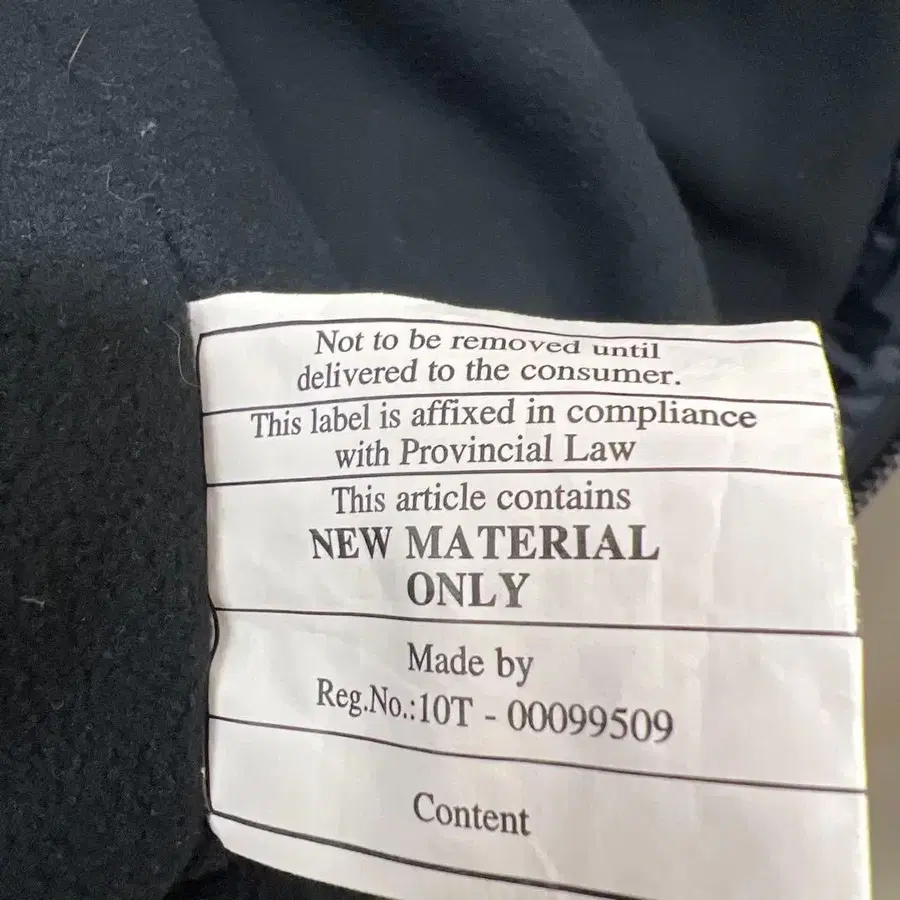 Not to be removed until
delivered to the consumer.
This label is affixed in compliance
with Provincial Law
This article contains
NEW MATERIAL
ONLY
Made by
Reg.No.:10T - 00099509
Content